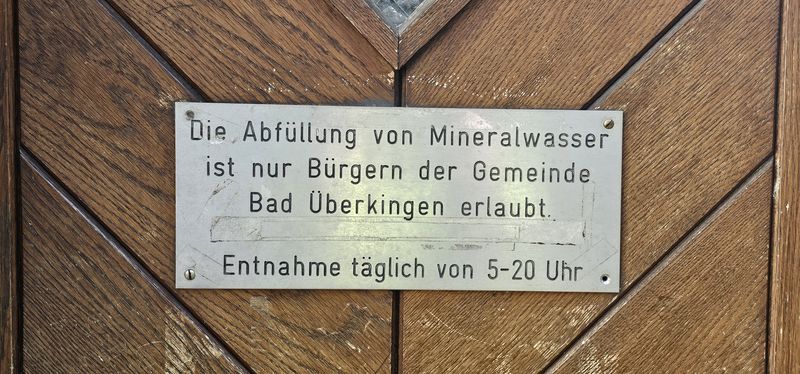 Die Abfüllung von Mineralwasser
ist nur Bürgern der Gemeinde
Bad Überkingen erlaubt.
Entnahme täglich von 5-20 Uhr